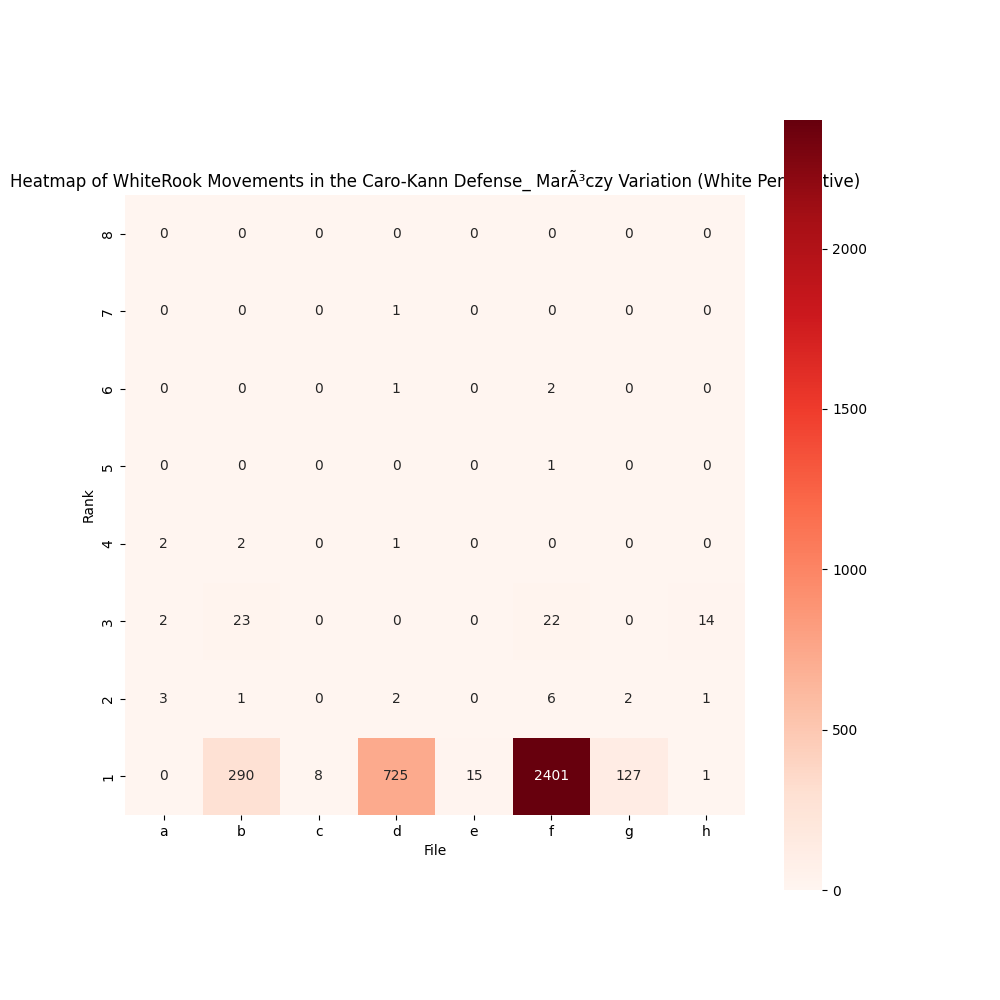 Heatmap of WhiteRook Movements in the Caro-Kann Defense_ MarÃ³czy Variation (White Per tive)
8 0 0 0 0 0 0 0 0
7 0 0 0 1 0 0 0 0
6 0 0 0 1 0 2 0 0
5 0 0 0 0 0 1 0 0
4 2 2 0 1 0 0 0 0
3 2 23 0 0 0 22 0 14
2 3 1 0 2 0 6 2 1
1 0 290 8 725 15 2401 127 1
a b c d e f g h
File
Rank
2000
1500
1000
500
0